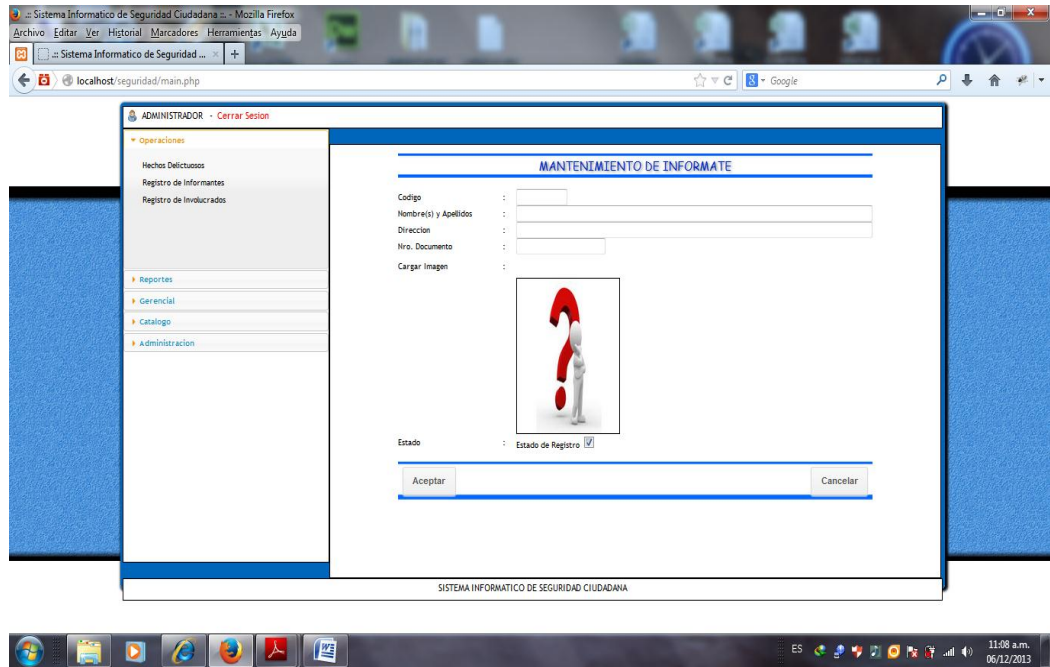 .:: Sistema Informatico de Seguridad Ciudadana ::. - Mozilla Firefox
Archivo Editar Ver Historial Marcadores Herramientas Ayuda
.:: Sistema Informatico de Seguridad ... × +
localhost/seguridad/main.php
Google
ADMINISTRADOR - Cerrar Sesion
Operaciones
Hechos Delictuosos
Registro de Informantes
Registro de Involucrados
Reportes
Gerencial
Catalogo
Administracion
MANTENIMIENTO DE INFORMATE
Codigo :
Nombre(s) y Apellidos :
Direccion :
Nro. Documento :
Cargar Imagen :
Estado : Estado de Registro
Aceptar Cancelar
SISTEMA INFORMATICO DE SEGURIDAD CIUDADANA
ES
11:08 a.m.
06/12/2013